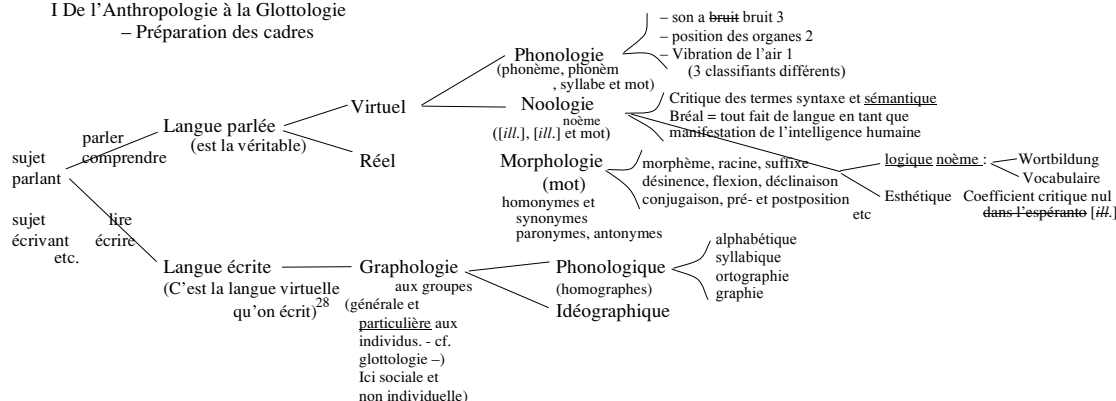 I De l'Anthropologie à la Glottologie
– Préparation des cadres
sujet
parlant
sujet
écrivant
etc.
parler
comprendre
lire
écrire
Langue parlée
(est la véritable)
Virtuel
Réel
Phonologie
(phonème, phonèm
, syllabe et mot)
– son a bruit bruit 3
– position des organes 2
– Vibration de l'air 1
(3 classifiants différents)
Noologie
noème
([ill.], [ill.] et mot)
Critique des termes syntaxe et sémantique
Bréal = tout fait de langue en tant que
manifestation de l'intelligence humaine
logique noème :
Wortbildung
Vocabulaire
Esthétique
Coefficient critique nul
dans l'espéranto [ill.]
Morphologie
(mot)
homonymes et
synonymes
paronymes, antonymes
morphème, racine, suffixe
désinence, flexion, déclinaison
conjugaison, pré- et postposition
etc
Langue écrite
(C'est la langue virtuelle
qu'on écrit)28
Graphologie
aux groupes
(générale et
particulière aux
individus. - cf.
glottologie –)
Ici sociale et
non individuelle)
Phonologique
(homographes)
Idéographique
alphabétique
syllabique
ortographie
graphie